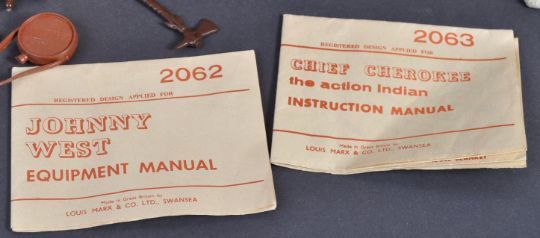 2062
REGISTERED DESIGN APPLIED FOR
JOHNNY
WEST
EQUIPMENT MANUAL
Made in Great Britain by
LOUIS MARX & CO. LTD., SWANSEA
2063
REGISTERED DESIGN APPLIED FOR
CHIEF CHEROKEE
the action indian
INSTRUCTION MANUAL
Made in Great Britain by
LOUIS MARX & CO. LTD., SWANSEA
BLANKET